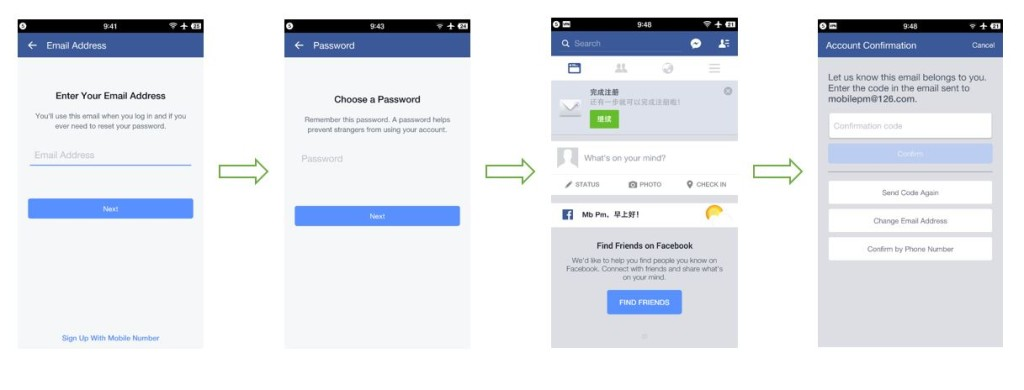 9:41
25
Email Address
Enter Your Email Address
You'll use this email when you log in and if you
ever need to reset your password.
Email Address
Next
Sign Up With Mobile Number
9:43
24
Password
Choose a Password
Remember this password. A password helps
prevent strangers from using your account.
Password
Next
9:48
21
Search
完成注册
还有一步就可以完成注册啦!
继续
What's on your mind?
STATUS
PHOTO
CHECK IN
Mb Pm，早上好!
Find Friends on Facebook
We'd like to help you find people you know on
Facebook. Connect with friends and share what's
on your mind.
FIND FRIENDS
9:48
21
Account Confirmation
Cancel
Let us know this email belongs to you.
Enter the code in the email sent to
mobilepm@126.com.
Confirmation code
Confirm
Send Code Again
Change Email Address
Confirm by Phone Number